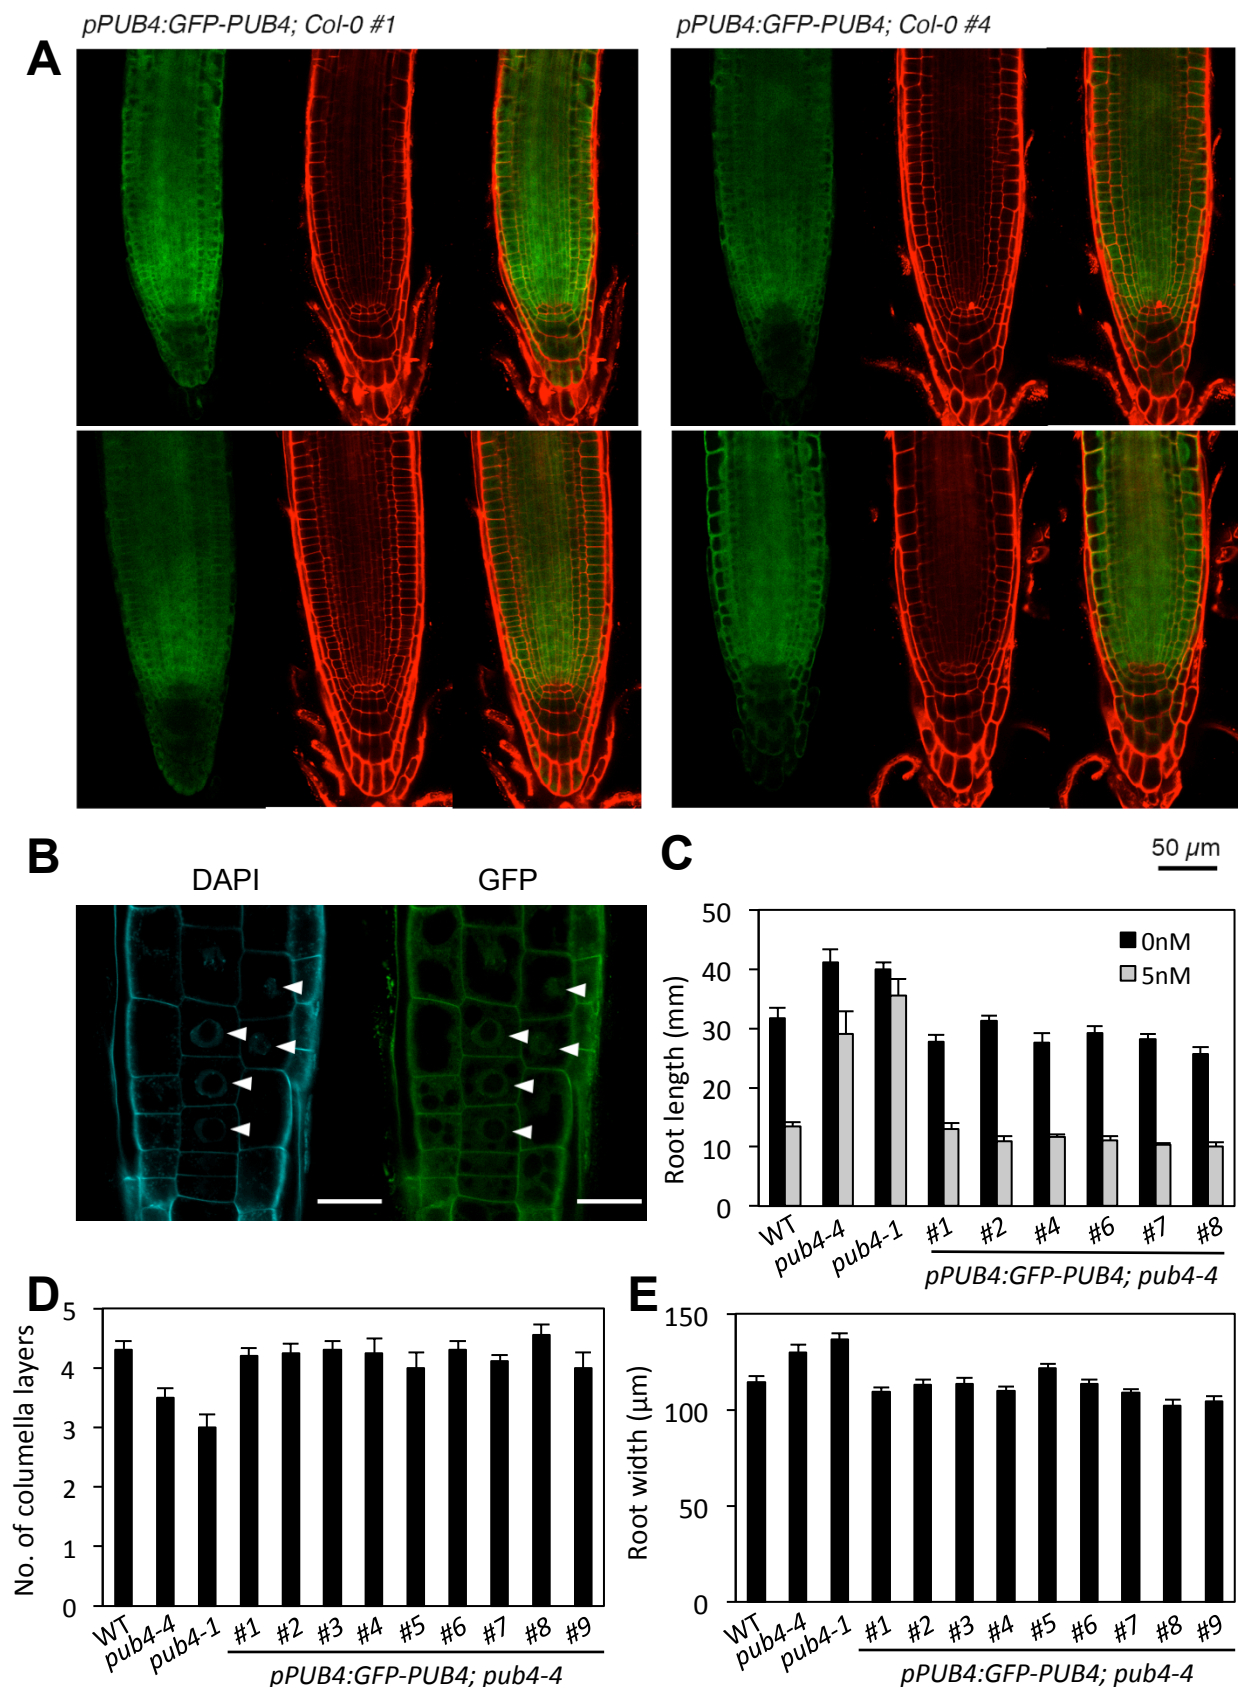 pPUB4:GFP-PUB4; Col-0 #1
pPUB4:GFP-PUB4; Col-0 #4
A
B
DAPI
GFP
C
50 µm
50
40
30
20
10
0
Root length (mm)
0nM
5nM
WT
pub4-4
pub4-1
#1
#2
#4
#6
#7
#8
pPUB4:GFP-PUB4; pub4-4
D
5
4
3
2
1
0
No. of columella layers
WT
pub4-4
pub4-1
#1
#2
#3
#4
#5
#6
#7
#8
#9
pPUB4:GFP-PUB4; pub4-4
E
150
100
50
0
Root width (µm)
WT
pub4-4
pub4-1
#1
#2
#3
#4
#5
#6
#7
#8
#9
pPUB4:GFP-PUB4; pub4-4